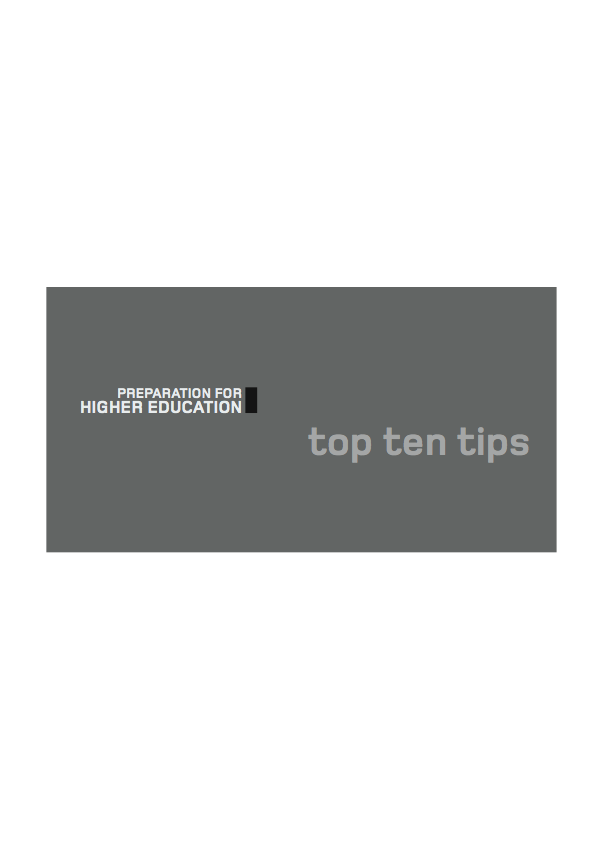 PREPARATION FOR
HIGHER EDUCATION
top ten tips